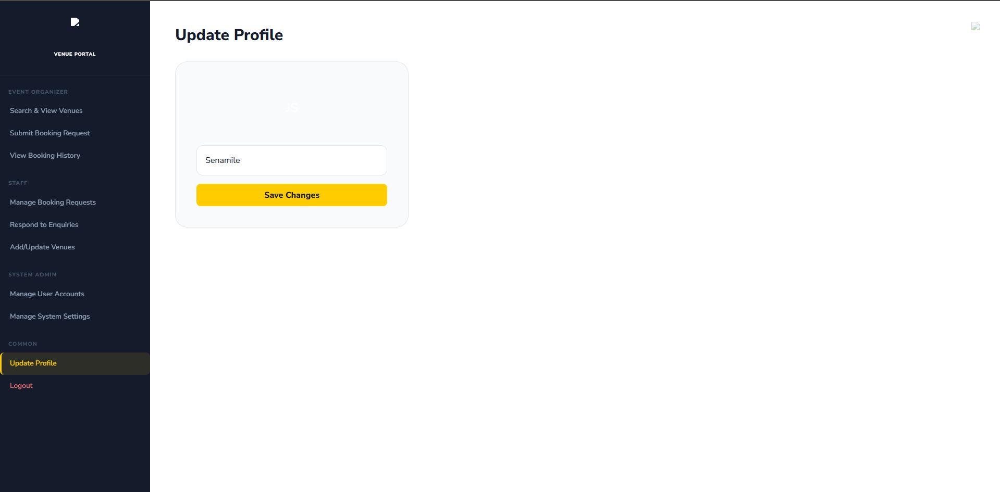 VENUE PORTAL
EVENT ORGANIZER
Search & View Venues
Submit Booking Request
View Booking History
STAFF
Manage Booking Requests
Respond to Enquiries
Add/Update Venues
SYSTEM ADMIN
Manage User Accounts
Manage System Settings
COMMON
Update Profile
Logout
Update Profile
JS
Senamile
Save Changes